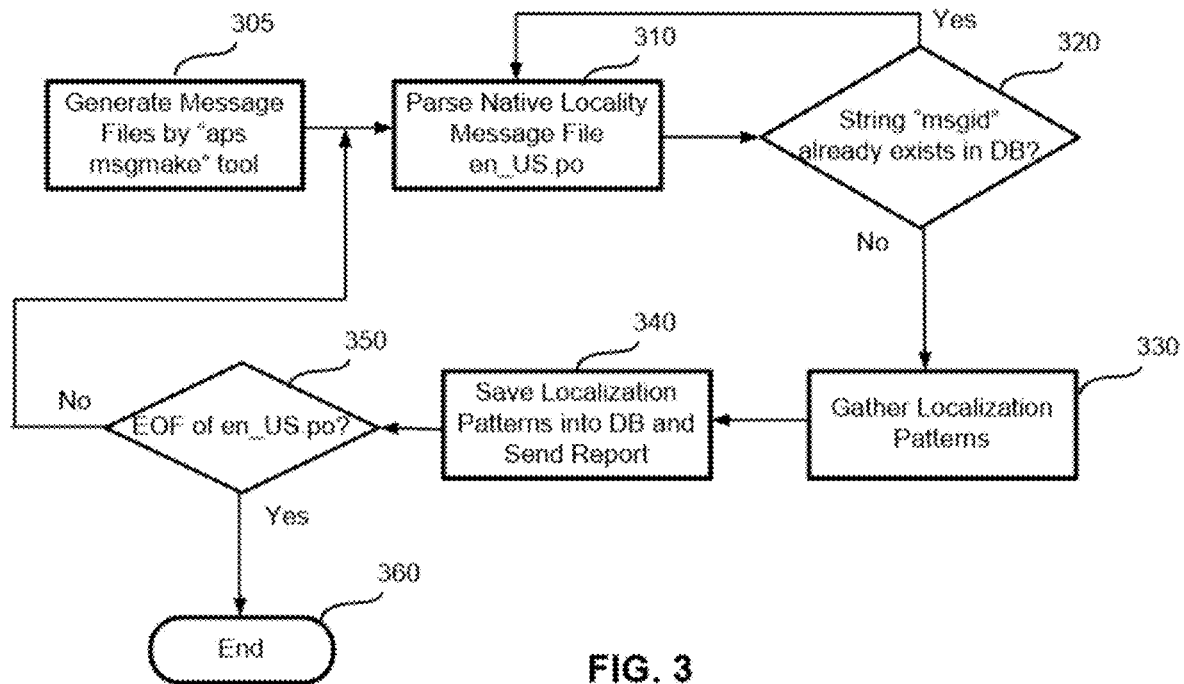 305
Generate Message
Files by "aps
msgmake" tool
310
Parse Native Locality
Message File
en_US.po
Yes
320
String "msgid"
already exists in DB?
No
330
Gather Localization
Patterns
340
Save Localization
Patterns into DB and
Send Report
350
EOF of en_US.po?
No
Yes
360
End
FIG. 3